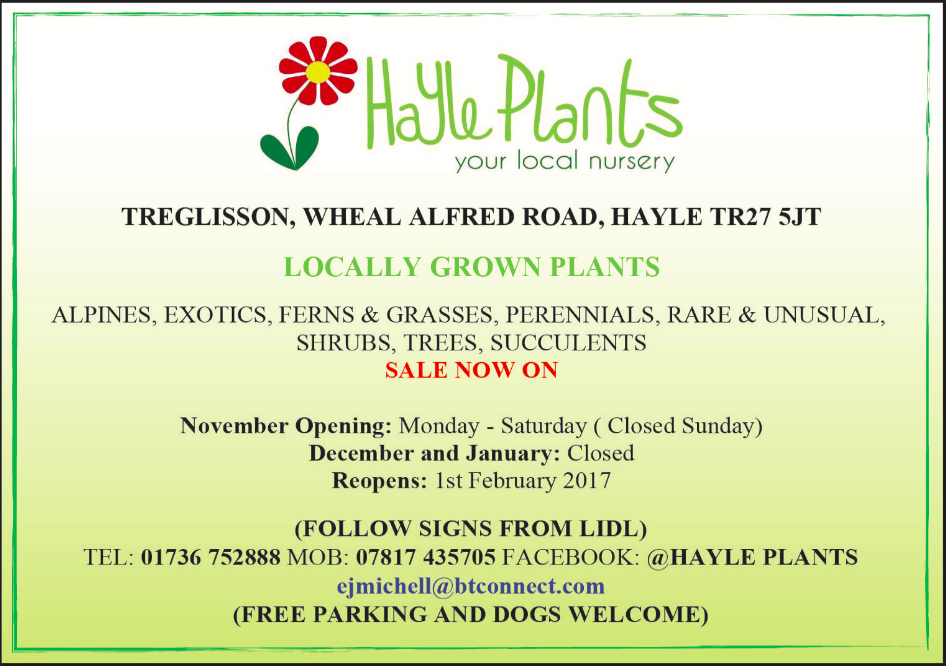 Hayle Plants
your local nursery
TREGLISSON, WHEAL ALFRED ROAD, HAYLE TR27 5JT
LOCALLY GROWN PLANTS
ALPINES, EXOTICS, FERNS & GRASSES, PERENNIALS, RARE & UNUSUAL,
SHRUBS, TREES, SUCCULENTS
SALE NOW ON
November Opening: Monday - Saturday ( Closed Sunday)
December and January: Closed
Reopens: 1st February 2017
(FOLLOW SIGNS FROM LIDL)
TEL: 01736 752888 MOB: 07817 435705 FACEBOOK: @HAYLE PLANTS
ejmichell@btconnect.com
(FREE PARKING AND DOGS WELCOME)